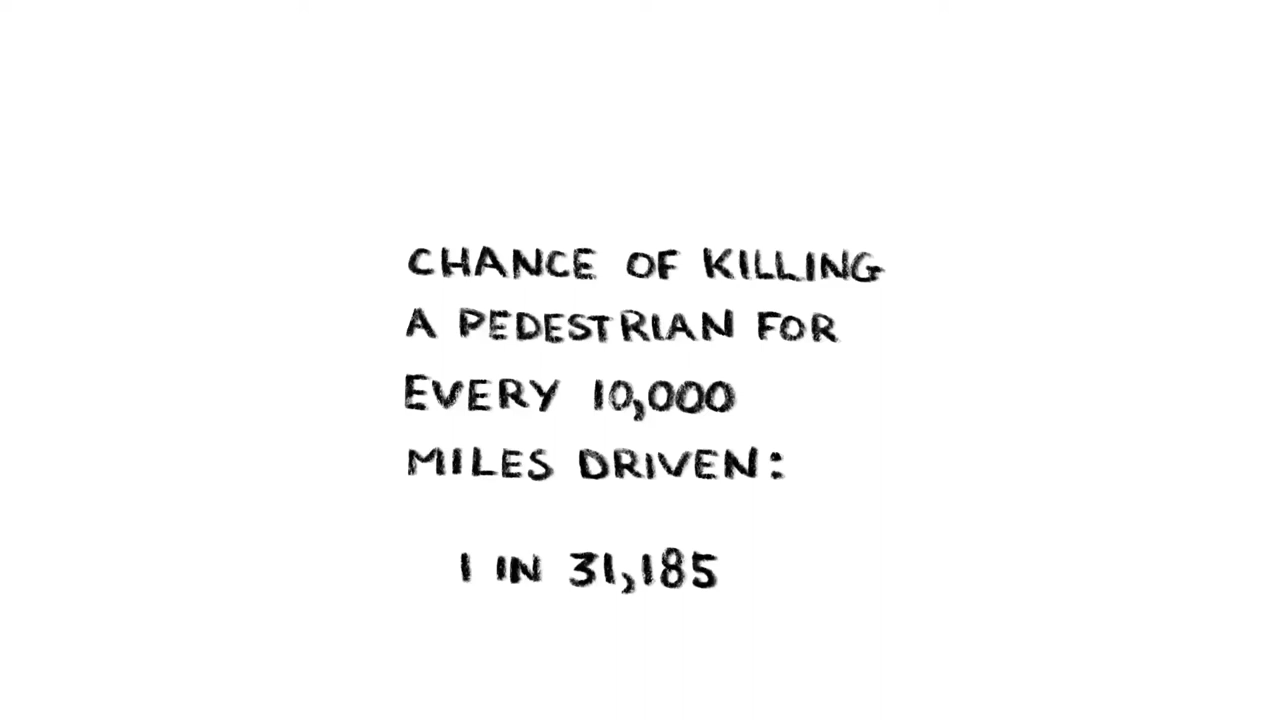 CHANCE OF KILLING
A PEDESTRIAN FOR
EVERY 10,000
MILES DRIVEN:
1 IN 31,185